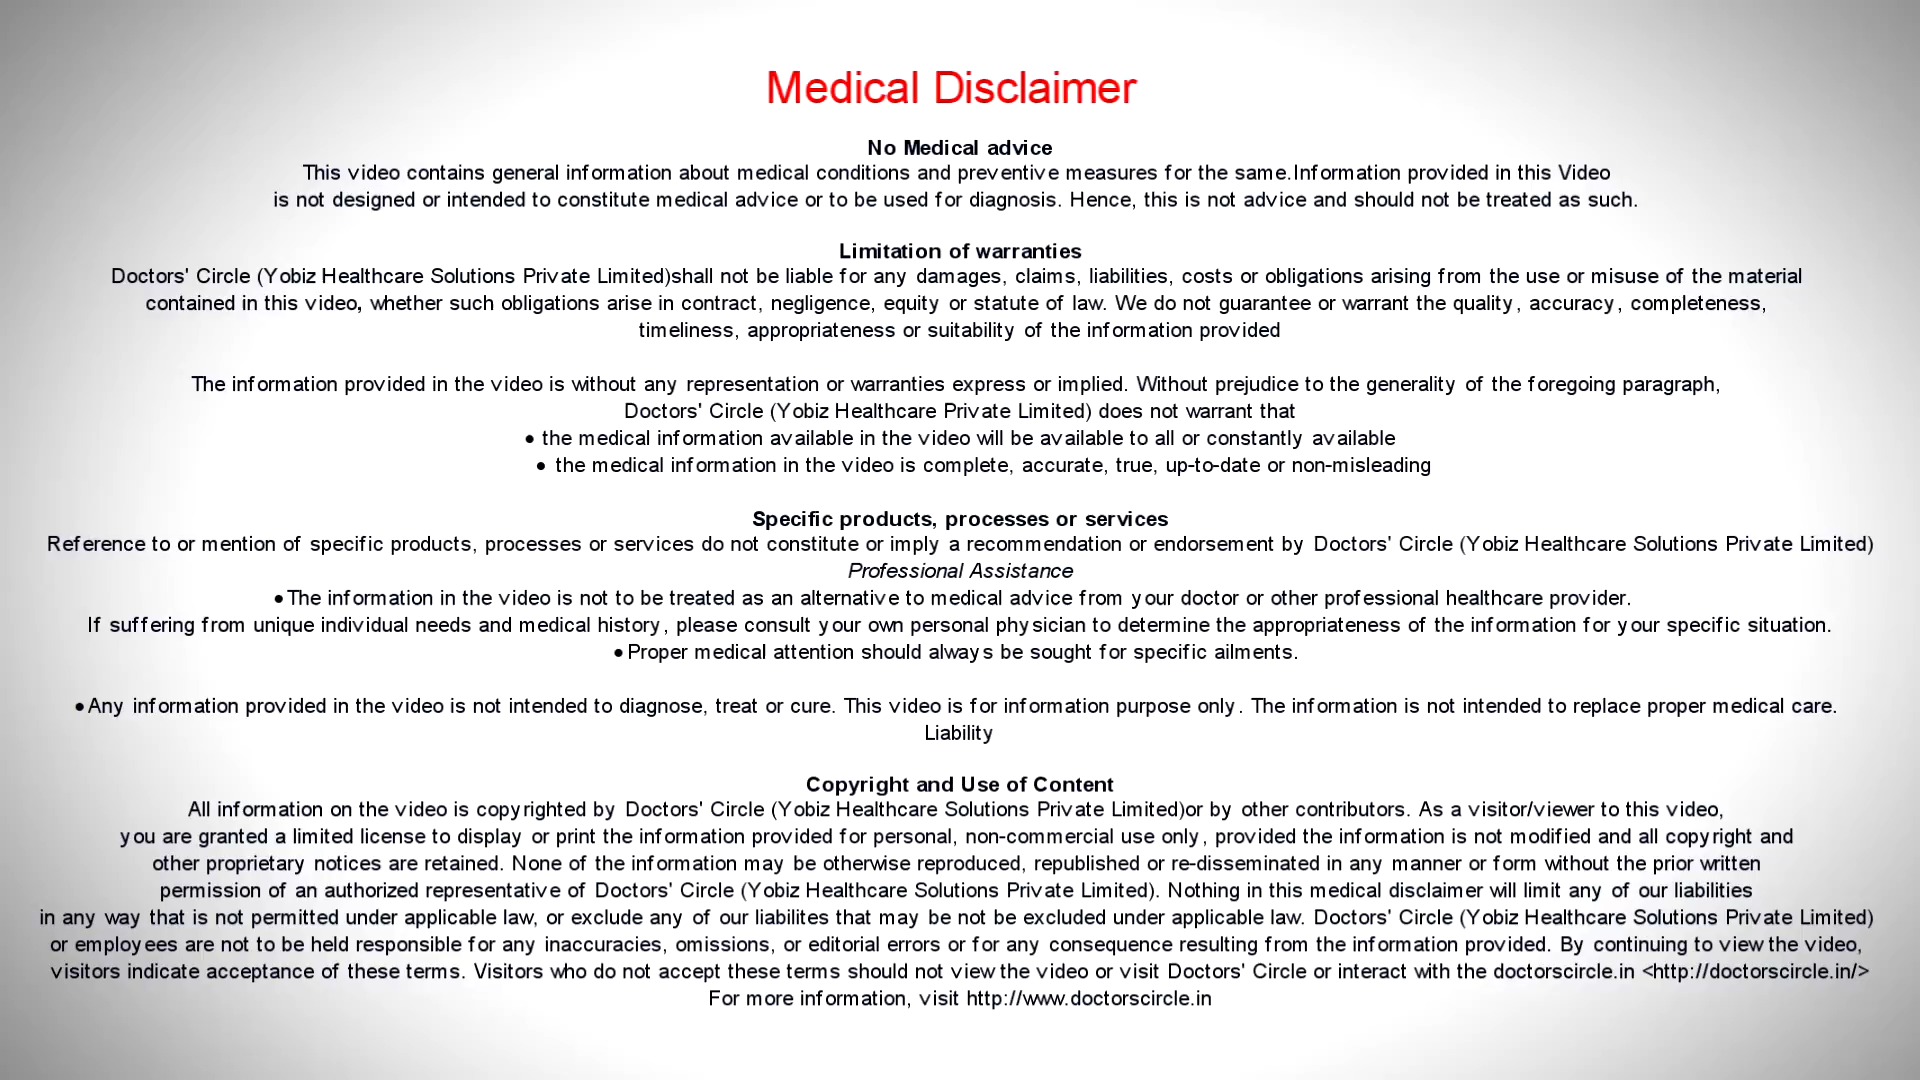 Medical Disclaimer
No Medical advice
This video contains general information about medical conditions and preventive measures for the same.Information provided in this Video
is not designed or intended to constitute medical advice or to be used for diagnosis. Hence, this is not advice and should not be treated as such.
Limitation of warranties
Doctors' Circle (Yobiz Healthcare Solutions Private Limited)shall not be liable for any damages, claims, liabilities, costs or obligations arising from the use or misuse of the material
contained in this video, whether such obligations arise in contract, negligence, equity or statute of law. We do not guarantee or warrant the quality, accuracy, completeness,
timeliness, appropriateness or suitability of the information provided
The information provided in the video is without any representation or warranties express or implied. Without prejudice to the generality of the foregoing paragraph,
Doctors' Circle (Yobiz Healthcare Private Limited) does not warrant that
• the medical information available in the video will be available to all or constantly available
• the medical information in the video is complete, accurate, true, up-to-date or non-misleading
Specific products, processes or services
Reference to or mention of specific products, processes or services do not constitute or imply a recommendation or endorsement by Doctors' Circle (Yobiz Healthcare Solutions Private Limited)
Professional Assistance
•The information in the video is not to be treated as an alternative to medical advice from your doctor or other professional healthcare provider.
If suffering from unique individual needs and medical history, please consult your own personal physician to determine the appropriateness of the information for your specific situation.
•Proper medical attention should always be sought for specific ailments.
•Any information provided in the video is not intended to diagnose, treat or cure. This video is for information purpose only. The information is not intended to replace proper medical care.
Liability
Copyright and Use of Content
All information on the video is copyrighted by Doctors' Circle (Yobiz Healthcare Solutions Private Limited)or by other contributors. As a visitor/viewer to this video,
you are granted a limited license to display or print the information provided for personal, non-commercial use only, provided the information is not modified and all copyright and
other proprietary notices are retained. None of the information may be otherwise reproduced, republished or re-disseminated in any manner or form without the prior written
permission of an authorized representative of Doctors' Circle (Yobiz Healthcare Solutions Private Limited). Nothing in this medical disclaimer will limit any of our liabilities
in any way that is not permitted under applicable law, or exclude any of our liabilites that may be not be excluded under applicable law. Doctors' Circle (Yobiz Healthcare Solutions Private Limited)
or employees are not to be held responsible for any inaccuracies, omissions, or editorial errors or for any consequence resulting from the information provided. By continuing to view the video,
visitors indicate acceptance of these terms. Visitors who do not accept these terms should not view the video or visit Doctors' Circle or interact with the doctorscircle.in <http://doctorscircle.in/>
For more information, visit http://www.doctorscircle.in